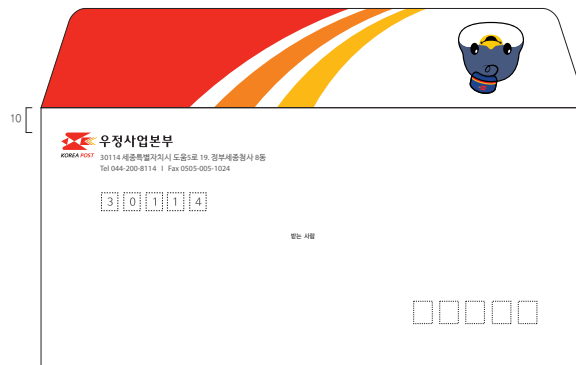 10
우정사업본부
KOREA POST
30114 세종특별자치시 도움5로 19. 정부세종청사 8동
Tel 044-200-8114 I Fax 0505-005-1024
3 0 1 1 4
받는 사람